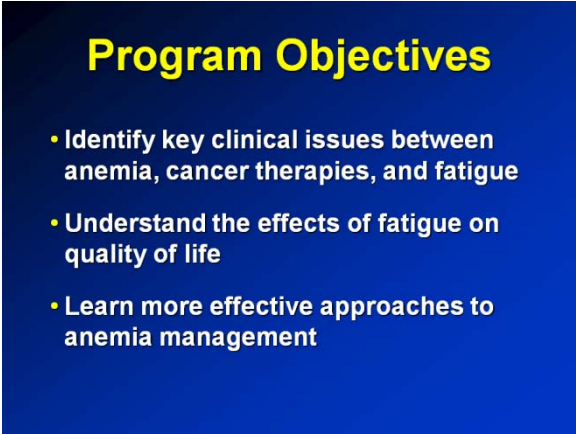 Program Objectives
• Identify key clinical issues between
anemia, cancer therapies, and fatigue
• Understand the effects of fatigue on
quality of life
• Learn more effective approaches to
anemia management